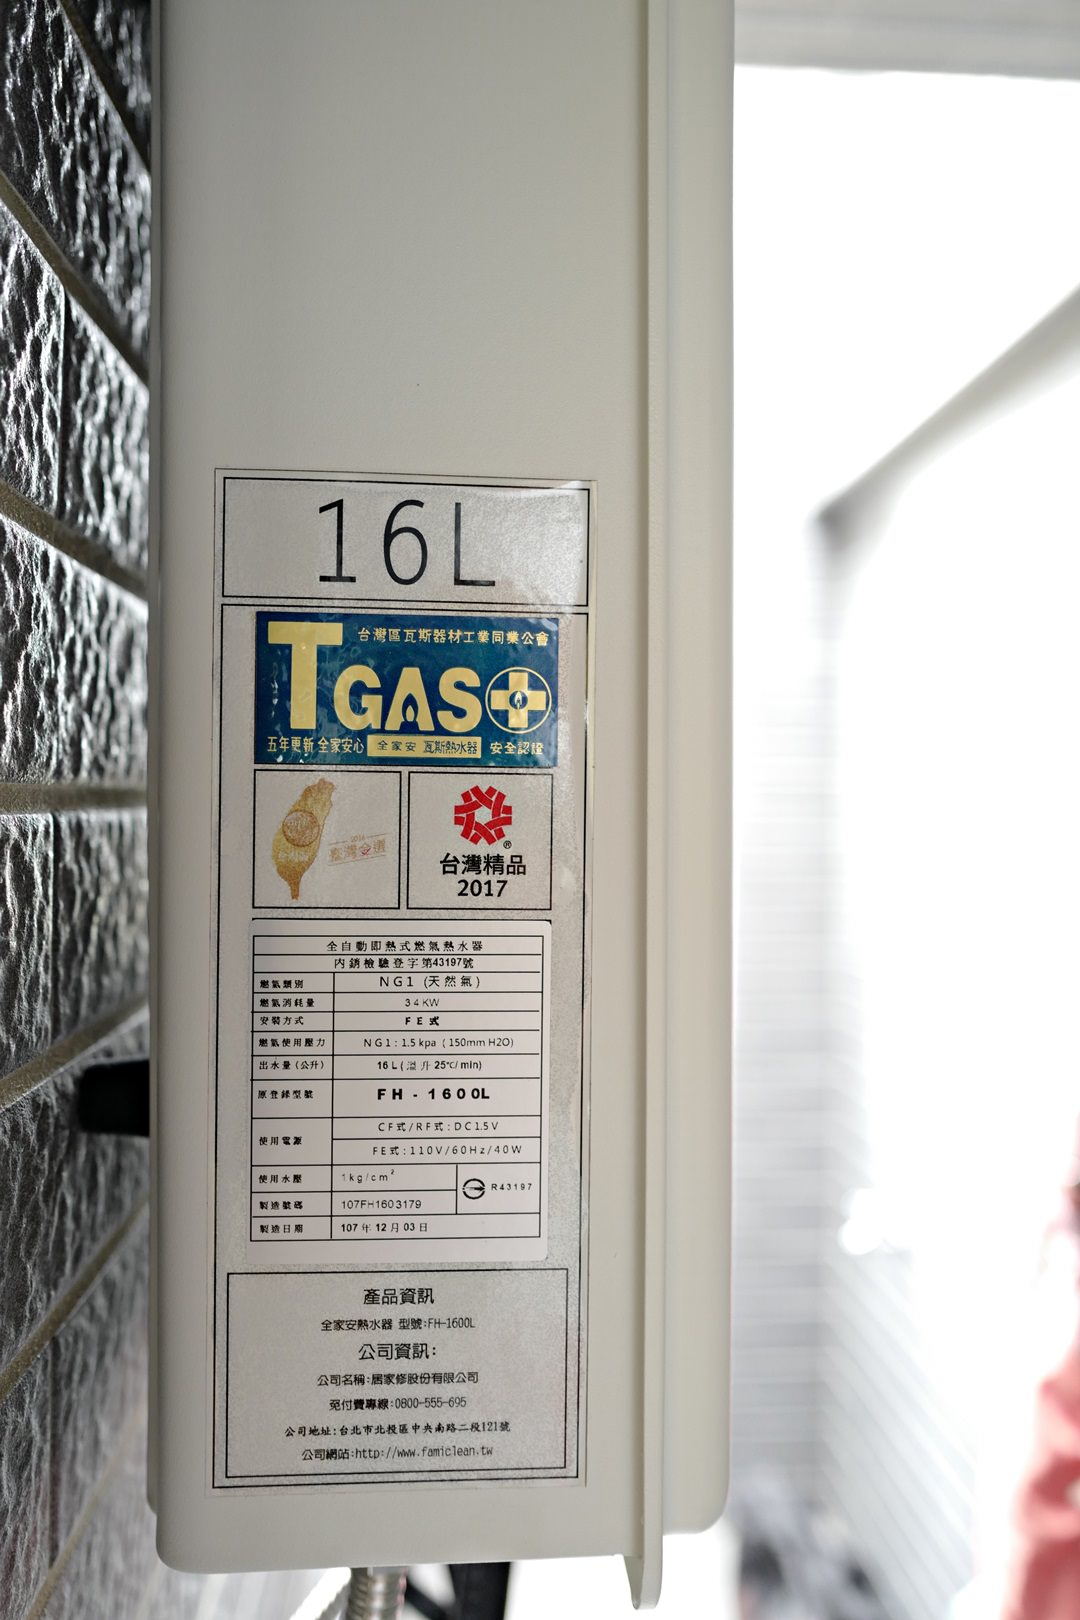 16L
台灣區瓦斯器材工業同業公會
TGAS
五年更新 全家安心 全家安 瓦斯熱水器 安全認證
臺灣金選
®
台灣精品
2017
全自動即熱式燃氣熱水器
內銷檢驗登字第43197號
燃氣類別 NG1 (天然氣)
燃氣消耗量 34KW
安裝方式 FE式
燃氣使用壓力 NG1:1.5kpa (150mmH2O)
出水量(公升) 16L(溫升25℃/min)
原登錄型號 FH-1600L
使用電源 CF式/RF式:DC1.5V
FE式:110V/60Hz/40W
使用水壓 1kg/cm² R43197
製造號碼 107FH1603179
製造日期 107年12月03日
產品資訊
全家安熱水器 型號:FH-1600L
公司資訊:
公司名稱:居家修股份有限公司
免付費專線:0800-555-695
公司地址:台北市北投區中央南路二段121號
公司網站:http://www.famiclean.tw